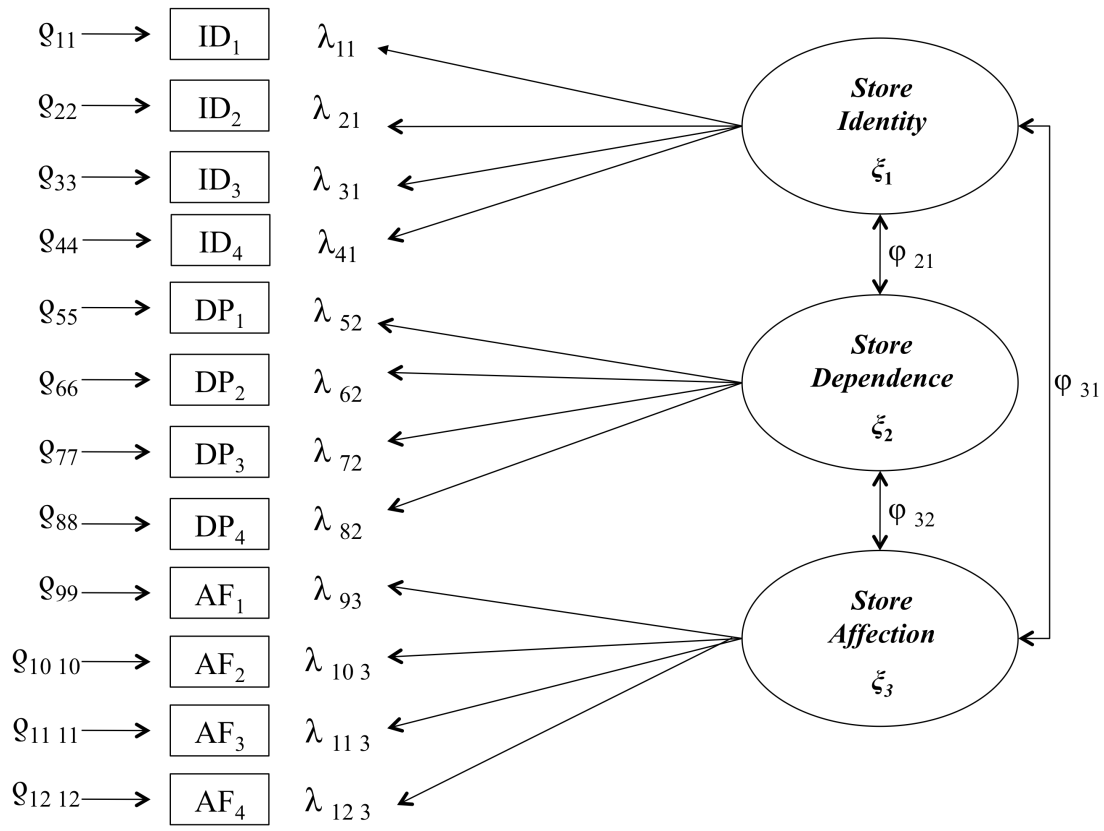 ϱ11 ID1 λ11
ϱ22 ID2 λ 21
ϱ33 ID3 λ 31
ϱ44 ID4 λ41
ϱ55 DP1 λ 52
ϱ66 DP2 λ 62
ϱ77 DP3 λ 72
ϱ88 DP4 λ 82
ϱ99 AF1 λ 93
ϱ10 10 AF2 λ 10 3
ϱ11 11 AF3 λ 11 3
ϱ12 12 AF4 λ 12 3
Store
Identity
ξ1
φ 21
Store
Dependence
ξ2
φ 31
φ 32
Store
Affection
ξ3